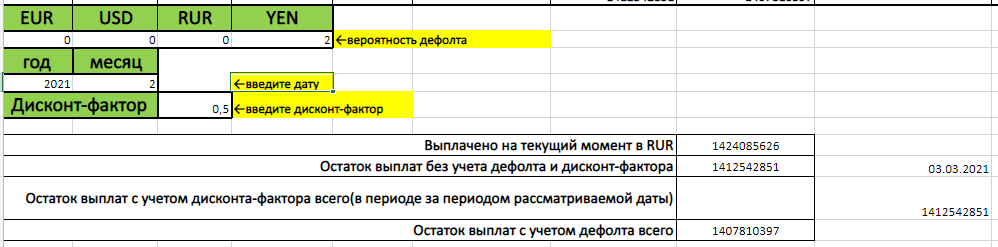 EUR USD RUR YEN
0 0 0 2 ←вероятность дефолта
год месяц
2021 2 ←введите дату
Дисконт-фактор 0,5 ←введите дисконт-фактор
Выплачено на текущий момент в RUR 1424085626
Остаток выплат без учета дефолта и дисконт-фактора 1412542851 03.03.2021
Остаток выплат с учетом дисконта-фактора всего(в периоде за периодом рассматриваемой даты) 1412542851
Остаток выплат с учетом дефолта всего 1407810397